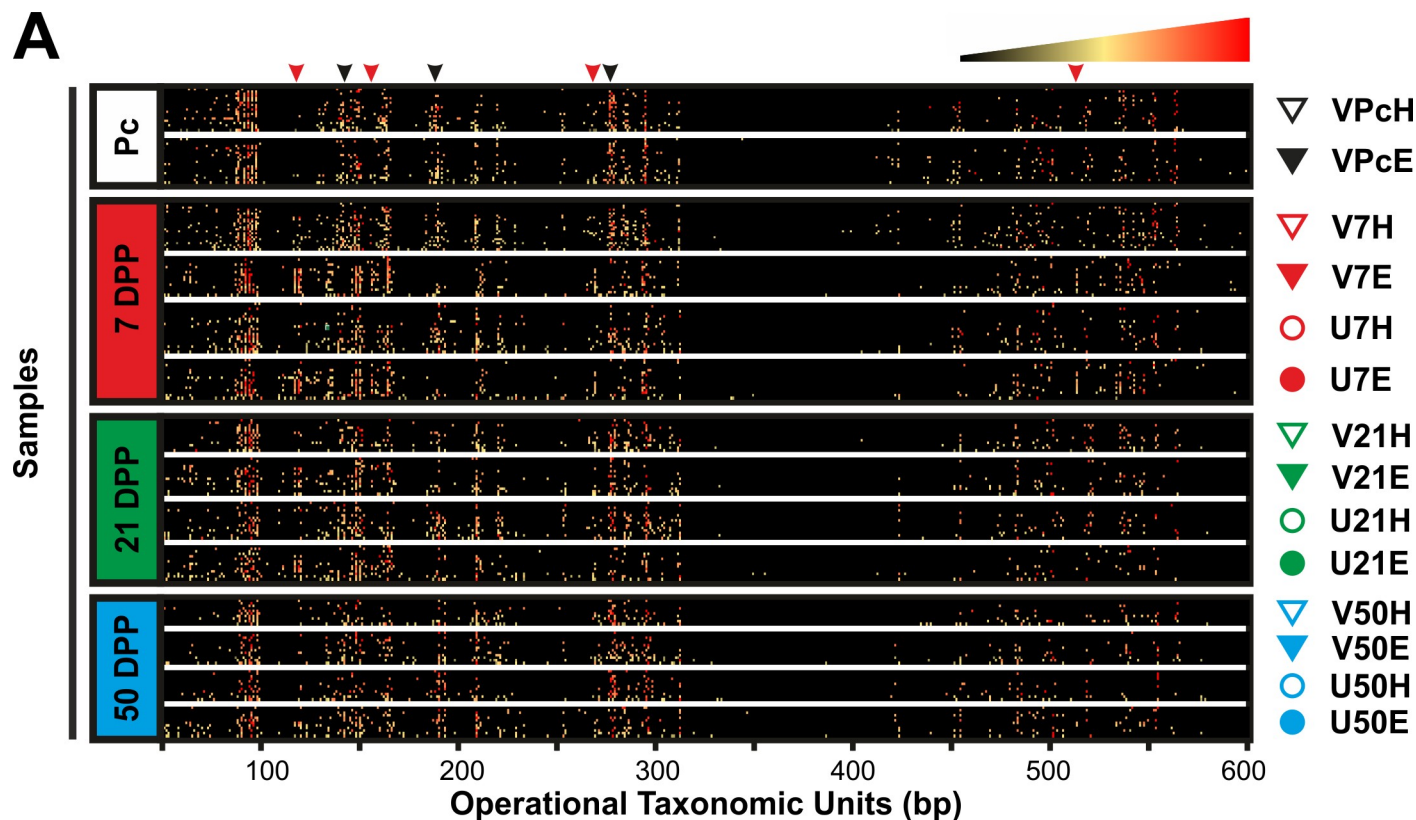 A
Samples
Pc
7 DPP
21 DPP
50 DPP
VPcH
VPcE
V7H
V7E
U7H
U7E
V21H
V21E
U21H
U21E
V50H
V50E
U50H
U50E
100 200 300 400 500 600
Operational Taxonomic Units (bp)